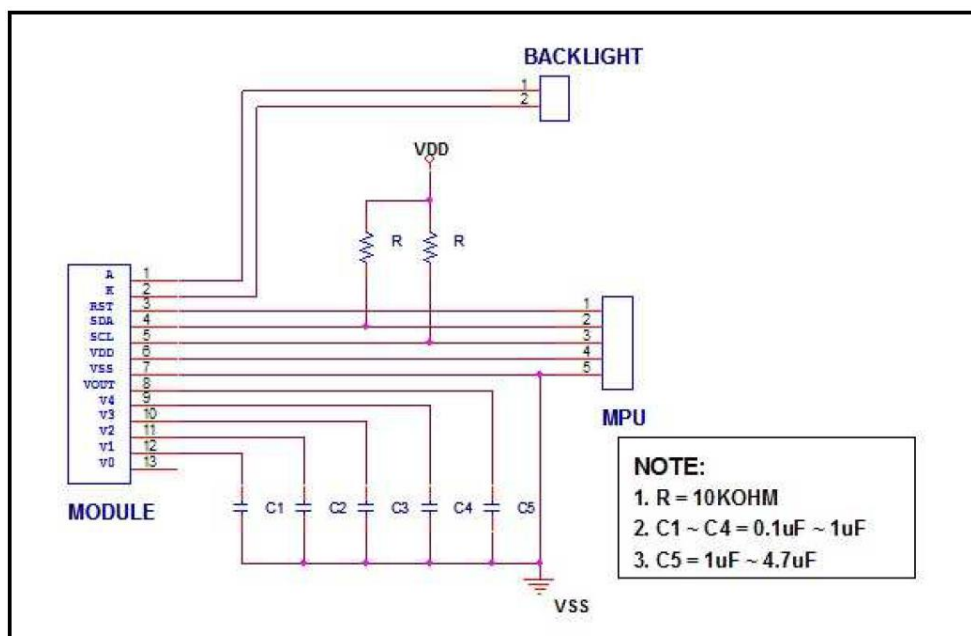 BACKLIGHT
1
2
VDD
R R
A 1
K 2
RST 3
SDA 4
SCL 5
VDD 6
VSS 7
VOUT 8
V4 9
V3 10
V2 11
V1 12
V0 13
MODULE
1
2
3
4
5
MPU
C1 C2 C3 C4 C5
VSS
NOTE:
1. R = 10KOHM
2. C1 ~ C4 = 0.1uF ~ 1uF
3. C5 = 1uF ~ 4.7uF